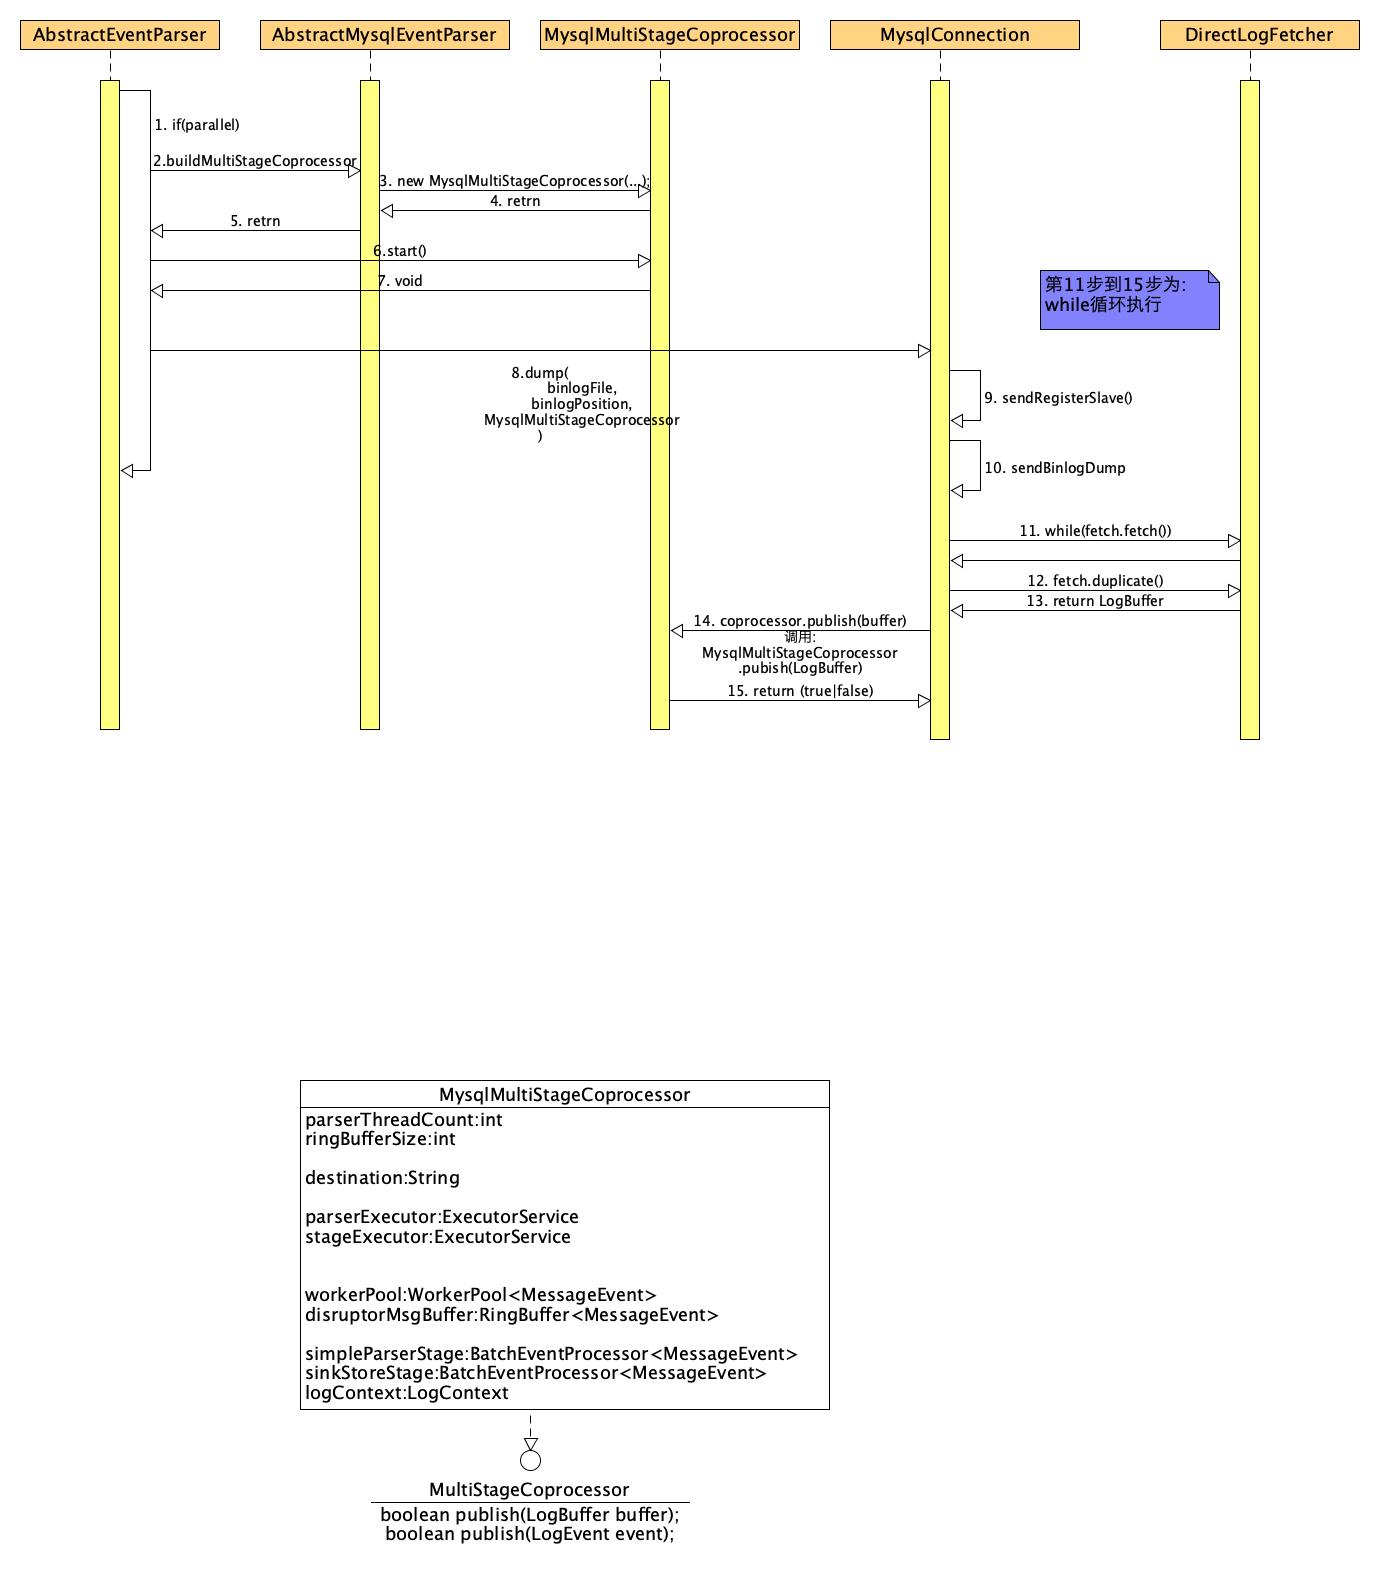 AbstractEventParser
AbstractMysqlEventParser
MysqlMultiStageCoprocessor
MysqlConnection
DirectLogFetcher
1. if(parallel)
2.buildMultiStageCoprocessor
3. new MysqlMultiStageCoprocessor(...);
4. retrn
5. retrn
6.start()
7. void
第11步到15步为:
while循环执行
8.dump(
binlogFile,
binlogPosition,
MysqlMultiStageCoprocessor
)
9. sendRegisterSlave()
10. sendBinlogDump
11. while(fetch.fetch())
12. fetch.duplicate()
13. return LogBuffer
14. coprocessor.publish(buffer)
调用:
MysqlMultiStageCoprocessor
.pubish(LogBuffer)
15. return (true|false)
MysqlMultiStageCoprocessor
parserThreadCount:int
ringBufferSize:int
destination:String
parserExecutor:ExecutorService
stageExecutor:ExecutorService
workerPool:WorkerPool<MessageEvent>
disruptorMsgBuffer:RingBuffer<MessageEvent>
simpleParserStage:BatchEventProcessor<MessageEvent>
sinkStoreStage:BatchEventProcessor<MessageEvent>
logContext:LogContext
MultiStageCoprocessor
boolean publish(LogBuffer buffer);
boolean publish(LogEvent event);